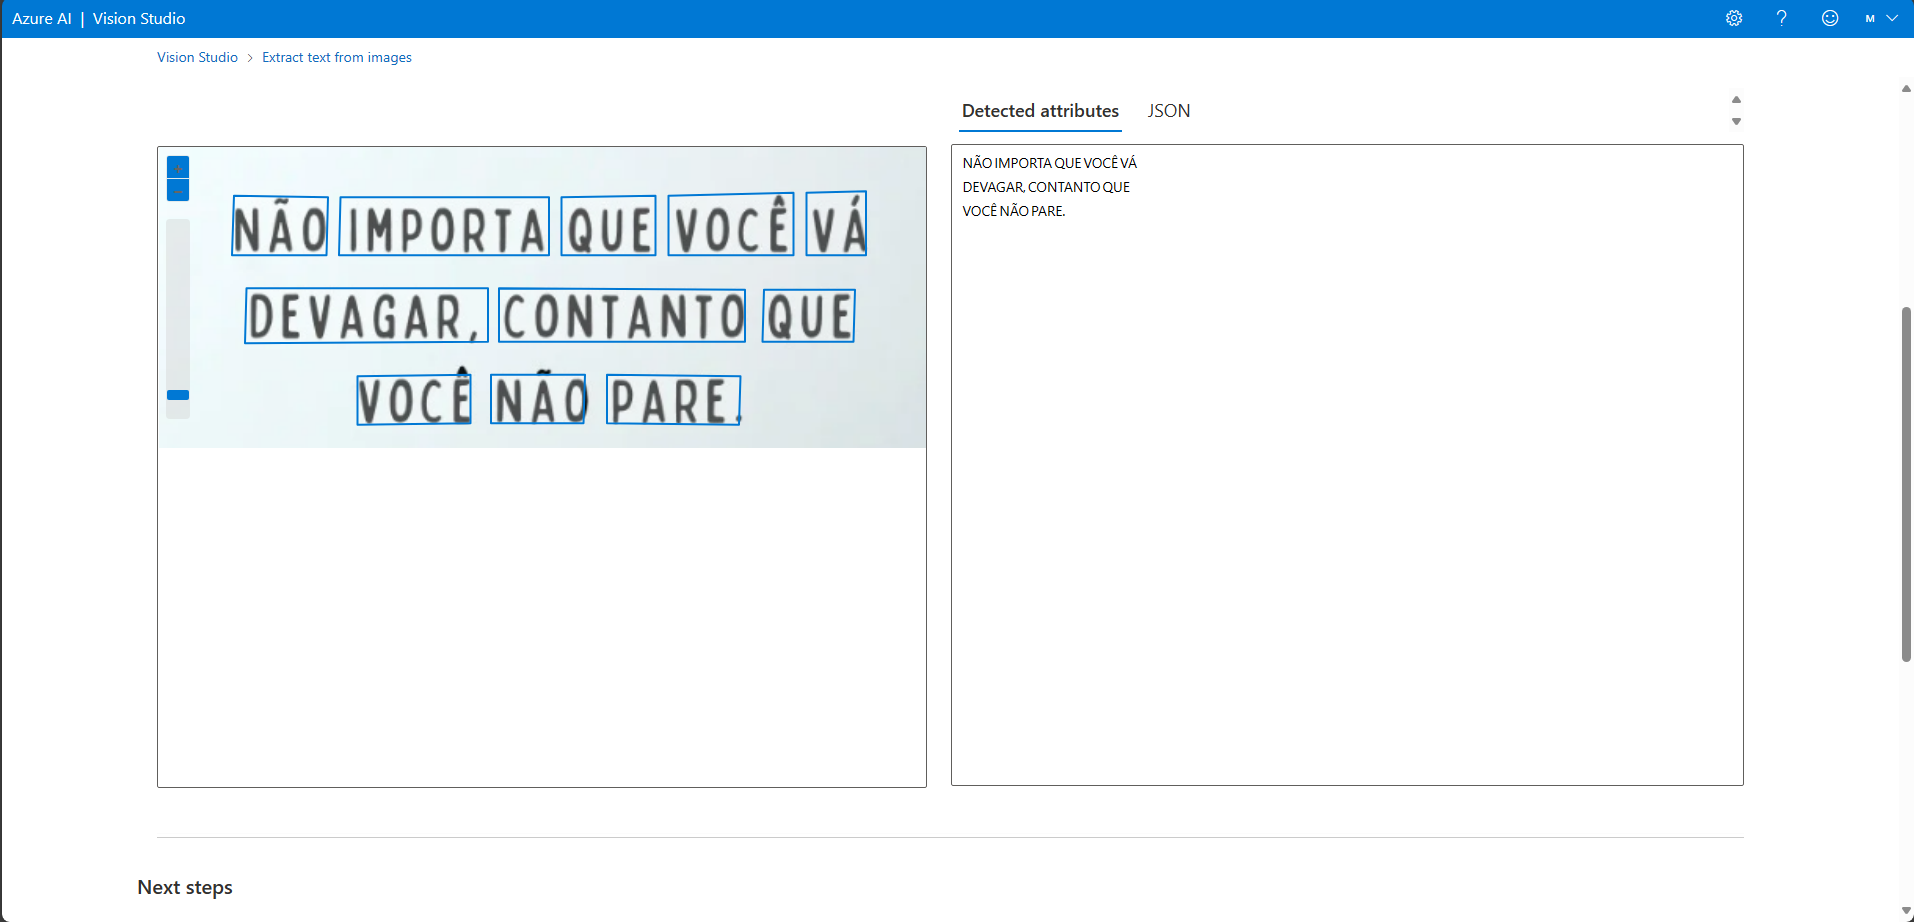 Azure AI | Vision Studio
M
Vision Studio > Extract text from images
Detected attributes
JSON
NÃO IMPORTA QUE VOCÊ VÁ
DEVAGAR, CONTANTO QUE
VOCÊ NÃO PARE.
NÃO IMPORTA QUE VOCÊ VÁ
DEVAGAR, CONTANTO QUE
VOCÊ NÃO PARE.
Next steps